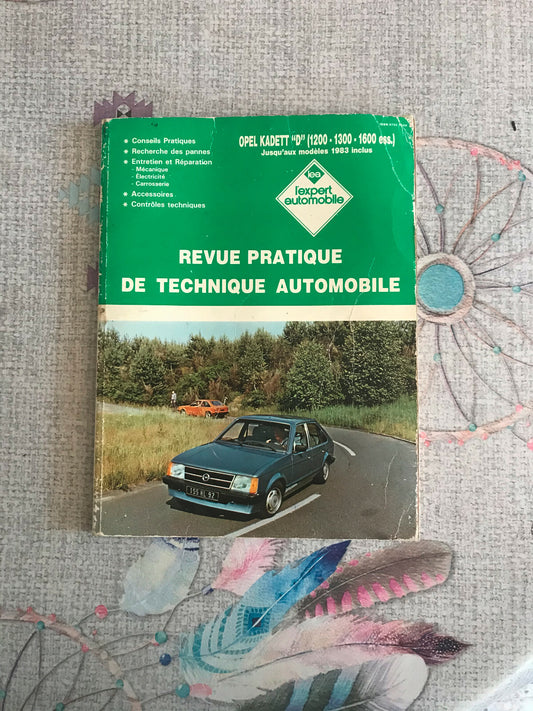 * Conseils Pratiques
* Recherche des pannes
* Entretien et Réparation
- Mécanique
- Électricité
- Carrosserie
* Accessoires
* Contrôles techniques
OPEL KADETT "D" (1200 - 1300 - 1600 ess.)
Jusqu'aux modèles 1983 inclus
lea
l'expert
automobile
REVUE PRATIQUE
DE TECHNIQUE AUTOMOBILE